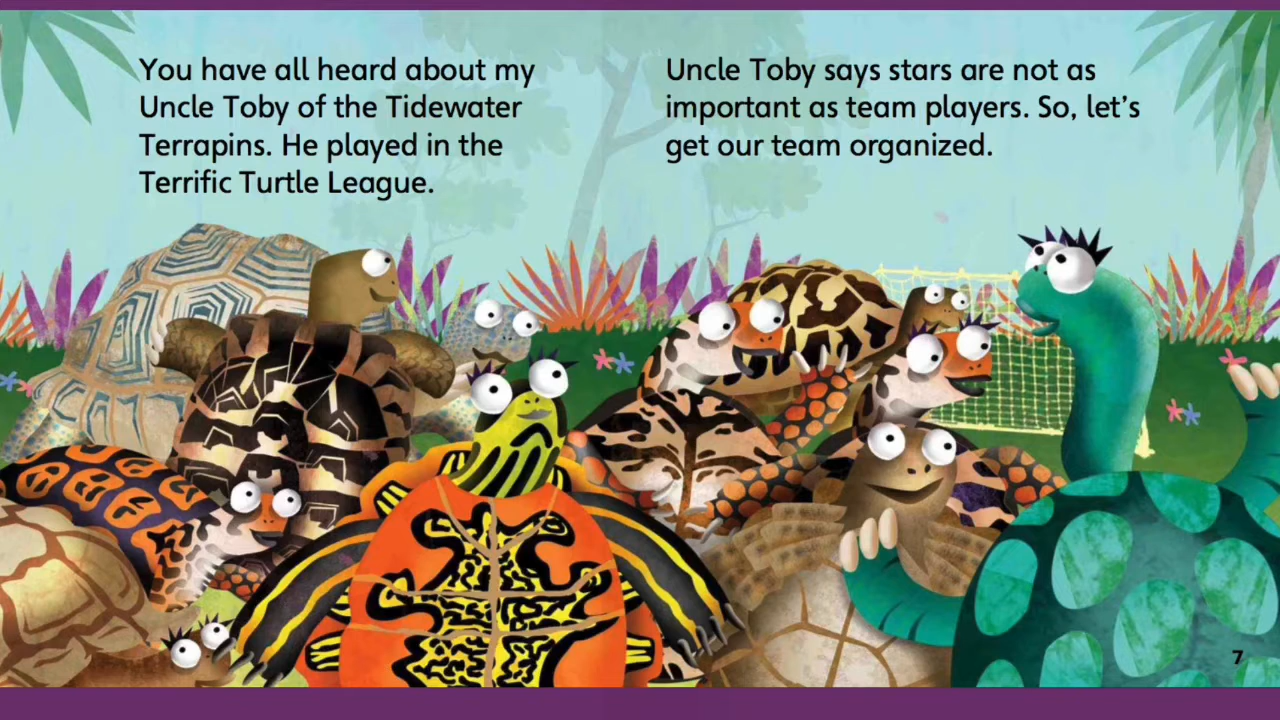 You have all heard about my
Uncle Toby of the Tidewater
Terrapins. He played in the
Terrific Turtle League.
Uncle Toby says stars are not as
important as team players. So, let’s
get our team organized.
7